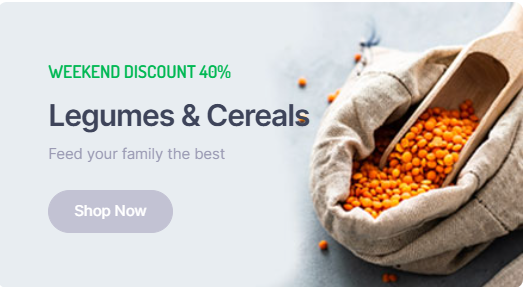 WEEKEND DISCOUNT 40%
Legumes & Cereals
Feed your family the best
Shop Now